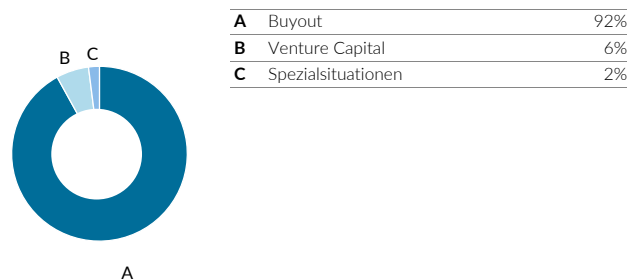 A Buyout 92%
B Venture Capital 6%
C Spezialsituationen 2%
B C
A